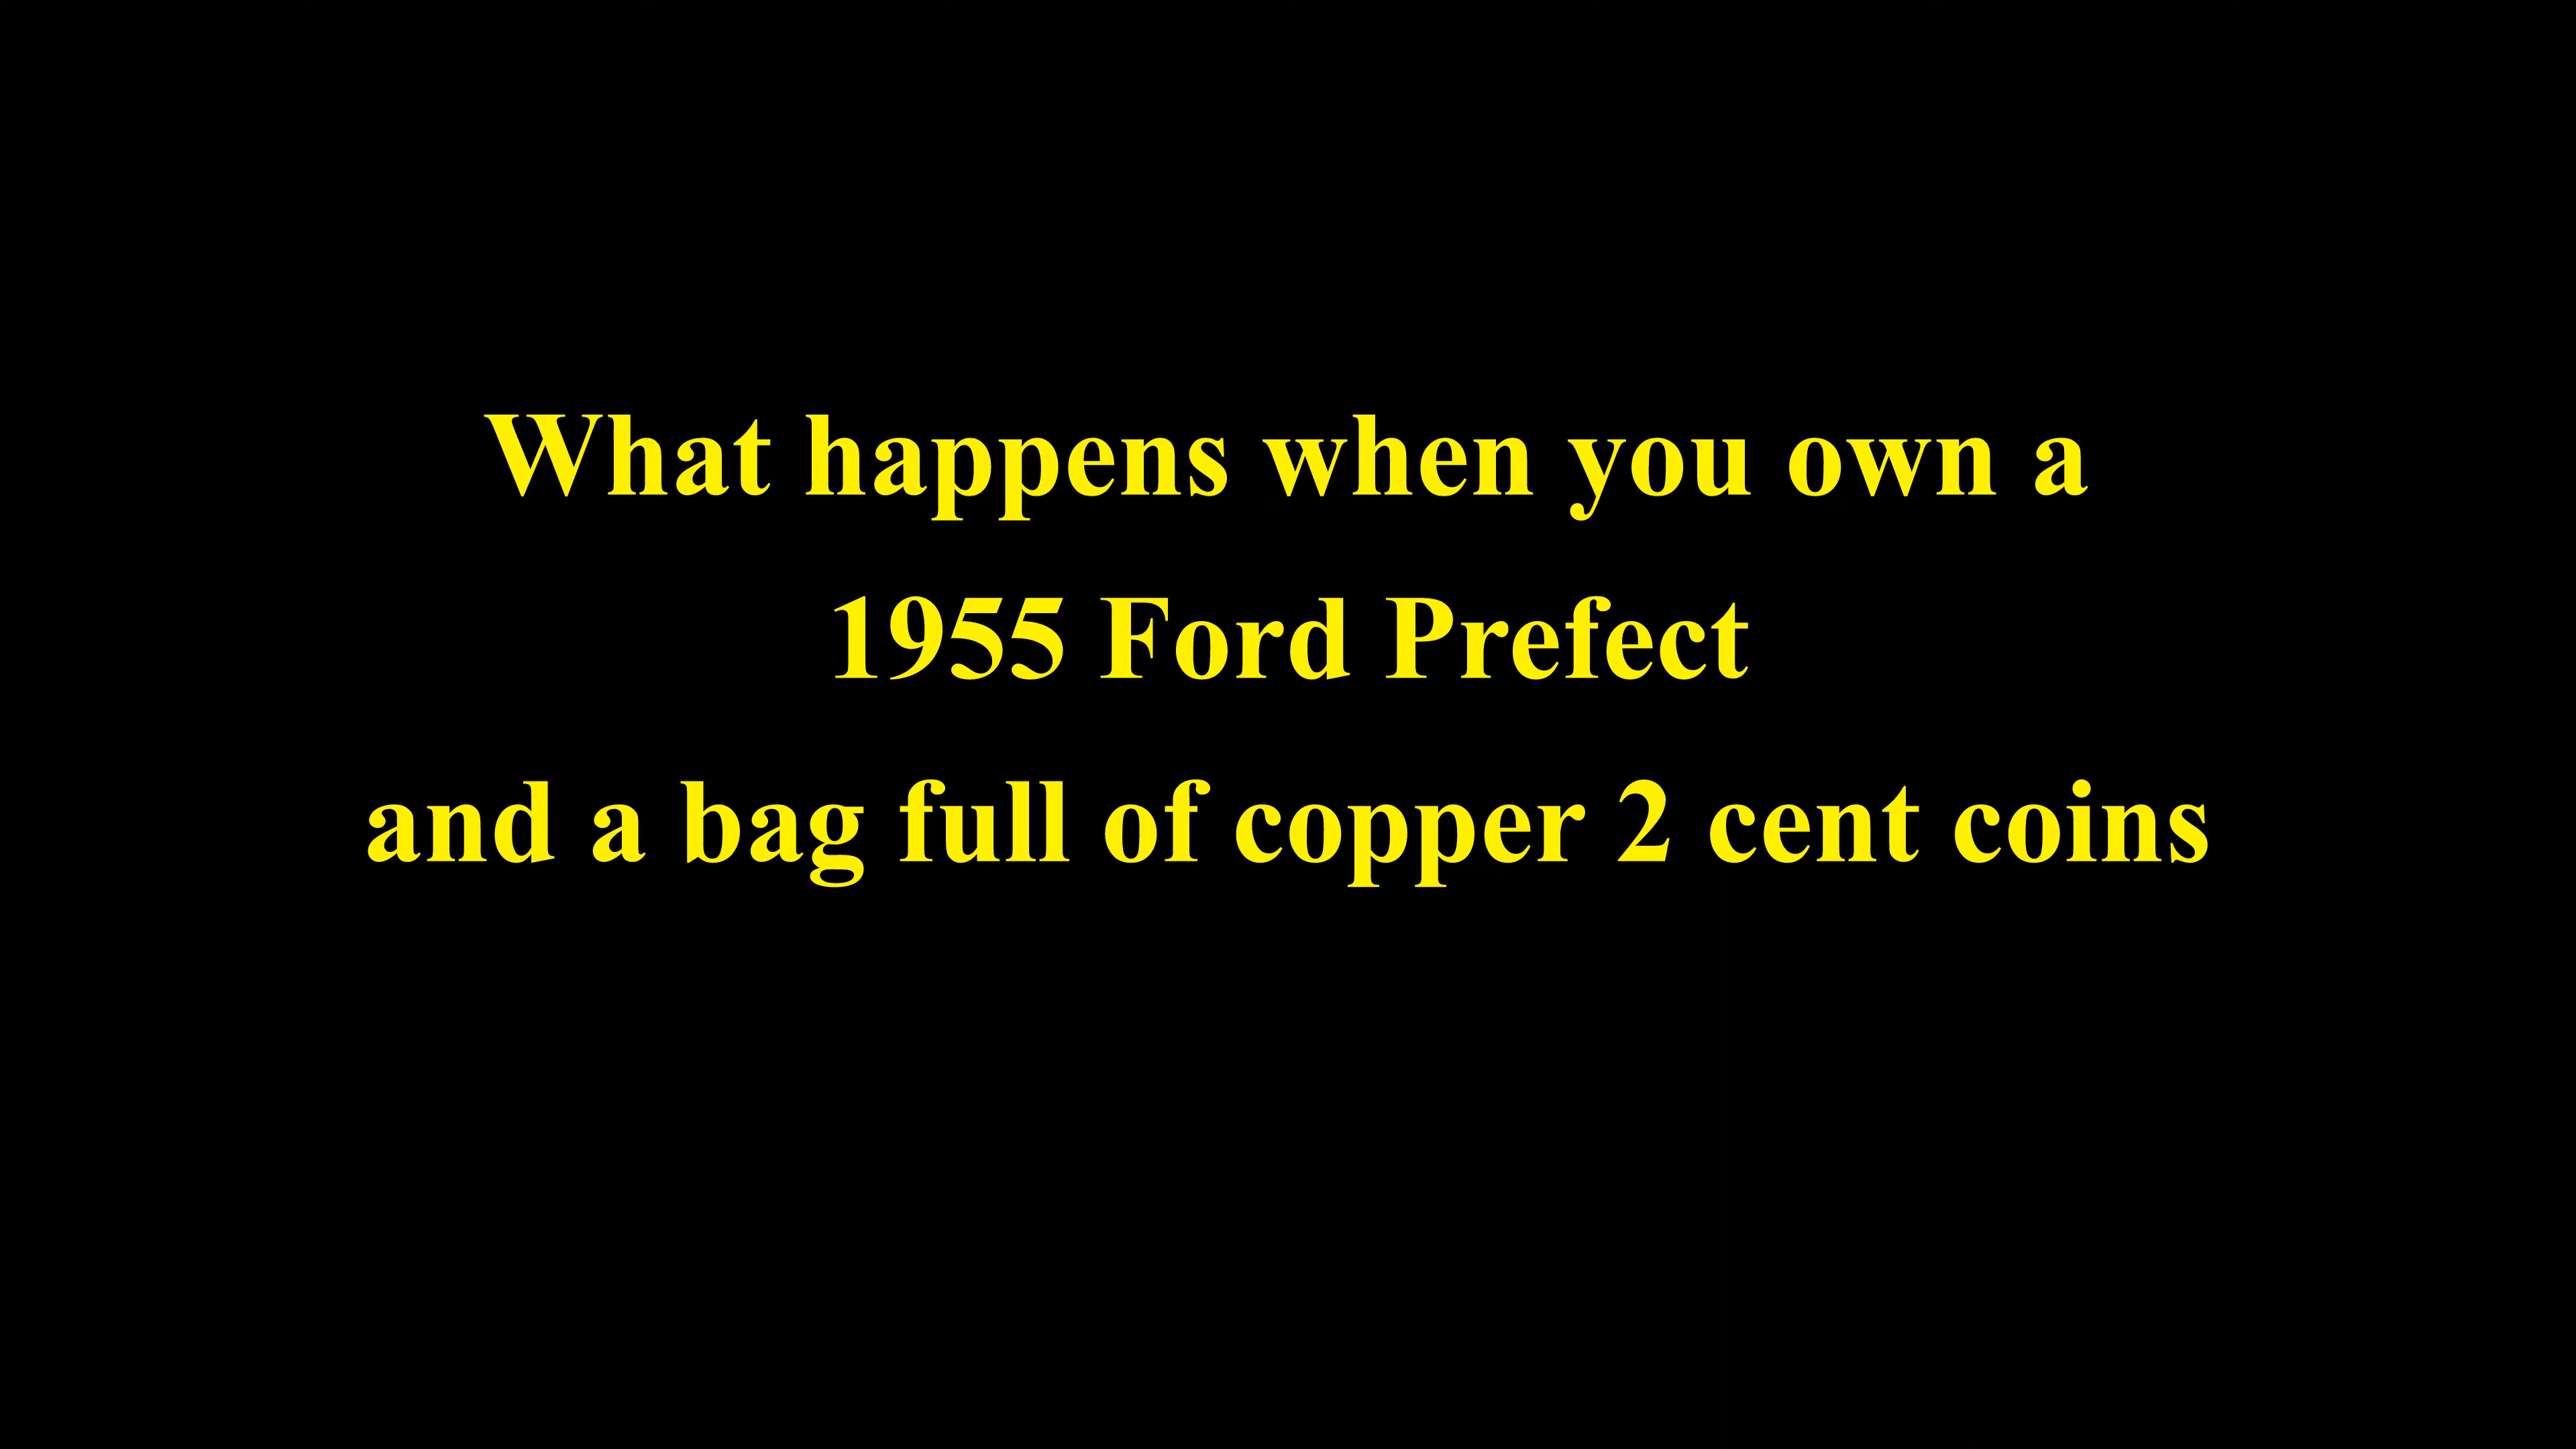 What happens when you own a
1955 Ford Prefect
and a bag full of copper 2 cent coins